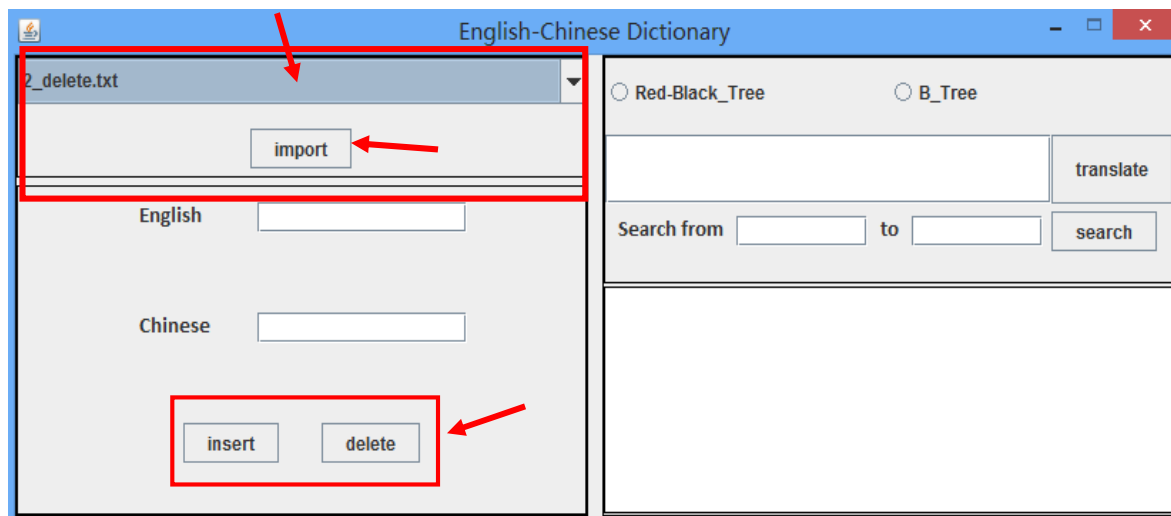 English-Chinese Dictionary
2_delete.txt
import
English
Chinese
insert delete
Red-Black_Tree B_Tree
translate
Search from to search